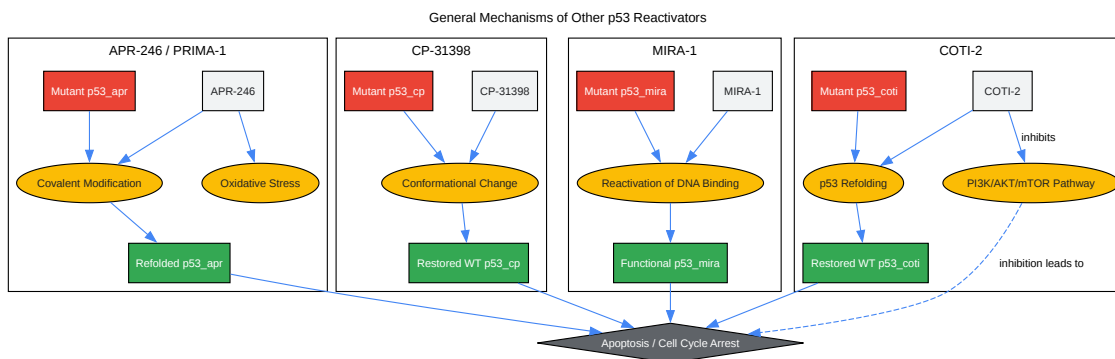 General Mechanisms of Other p53 Reactivators
APR-246 / PRIMA-1
CP-31398
MIRA-1
COTI-2
Mutant p53_apr
APR-246
Mutant p53_cp
CP-31398
Mutant p53_mira
MIRA-1
Mutant p53_coti
COTI-2
inhibits
Covalent Modification
Oxidative Stress
Conformational Change
Reactivation of DNA Binding
p53 Refolding
PI3K/AKT/mTOR Pathway
Refolded p53_apr
Restored WT p53_cp
Functional p53_mira
Restored WT p53_coti
inhibition leads to
Apoptosis / Cell Cycle Arrest